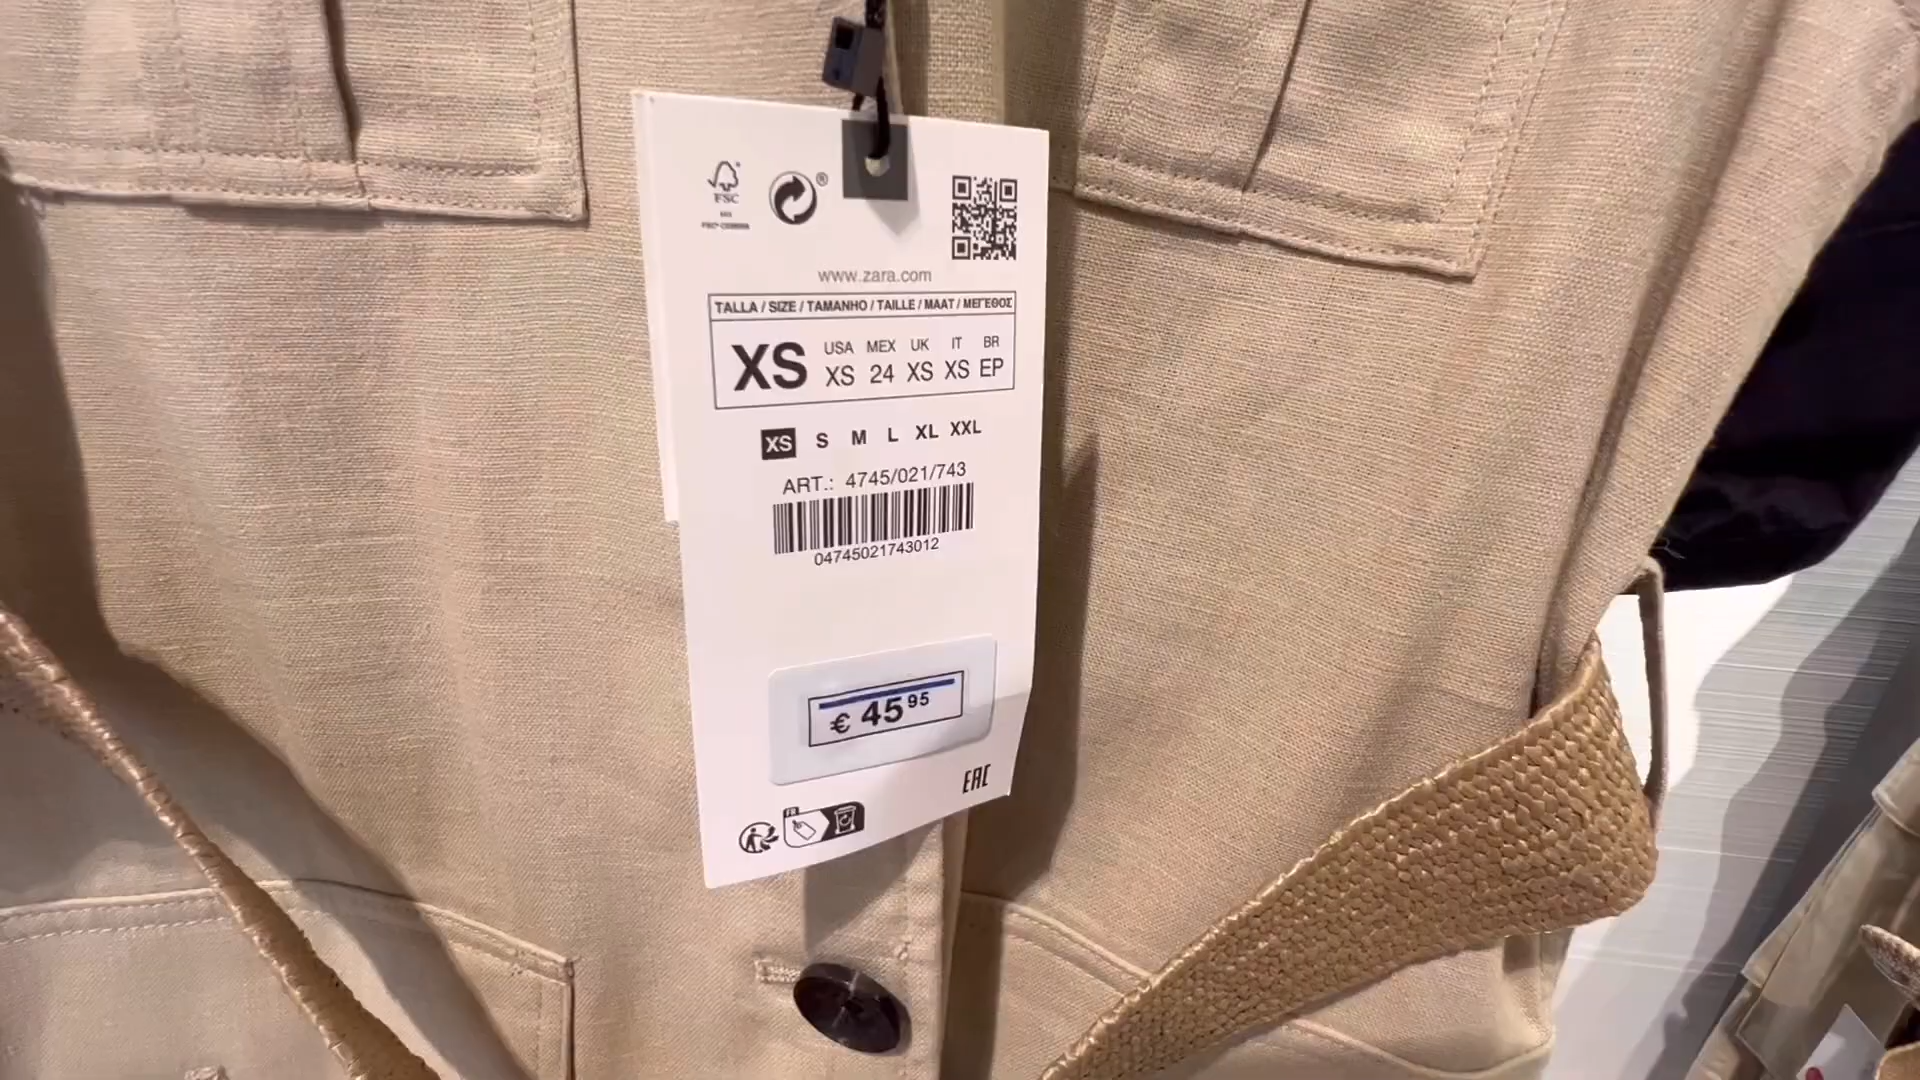 FSC
®
www.zara.com
TALLA / SIZE / TAMANHO / TAILLE / MAAT / ΜΕΓΕΘΟΣ
XS
USA MEX UK IT BR
XS 24 XS XS EP
XS S M L XL XXL
ART.: 4745/021/743
04745021743012
€ 45 95
EAC
FR